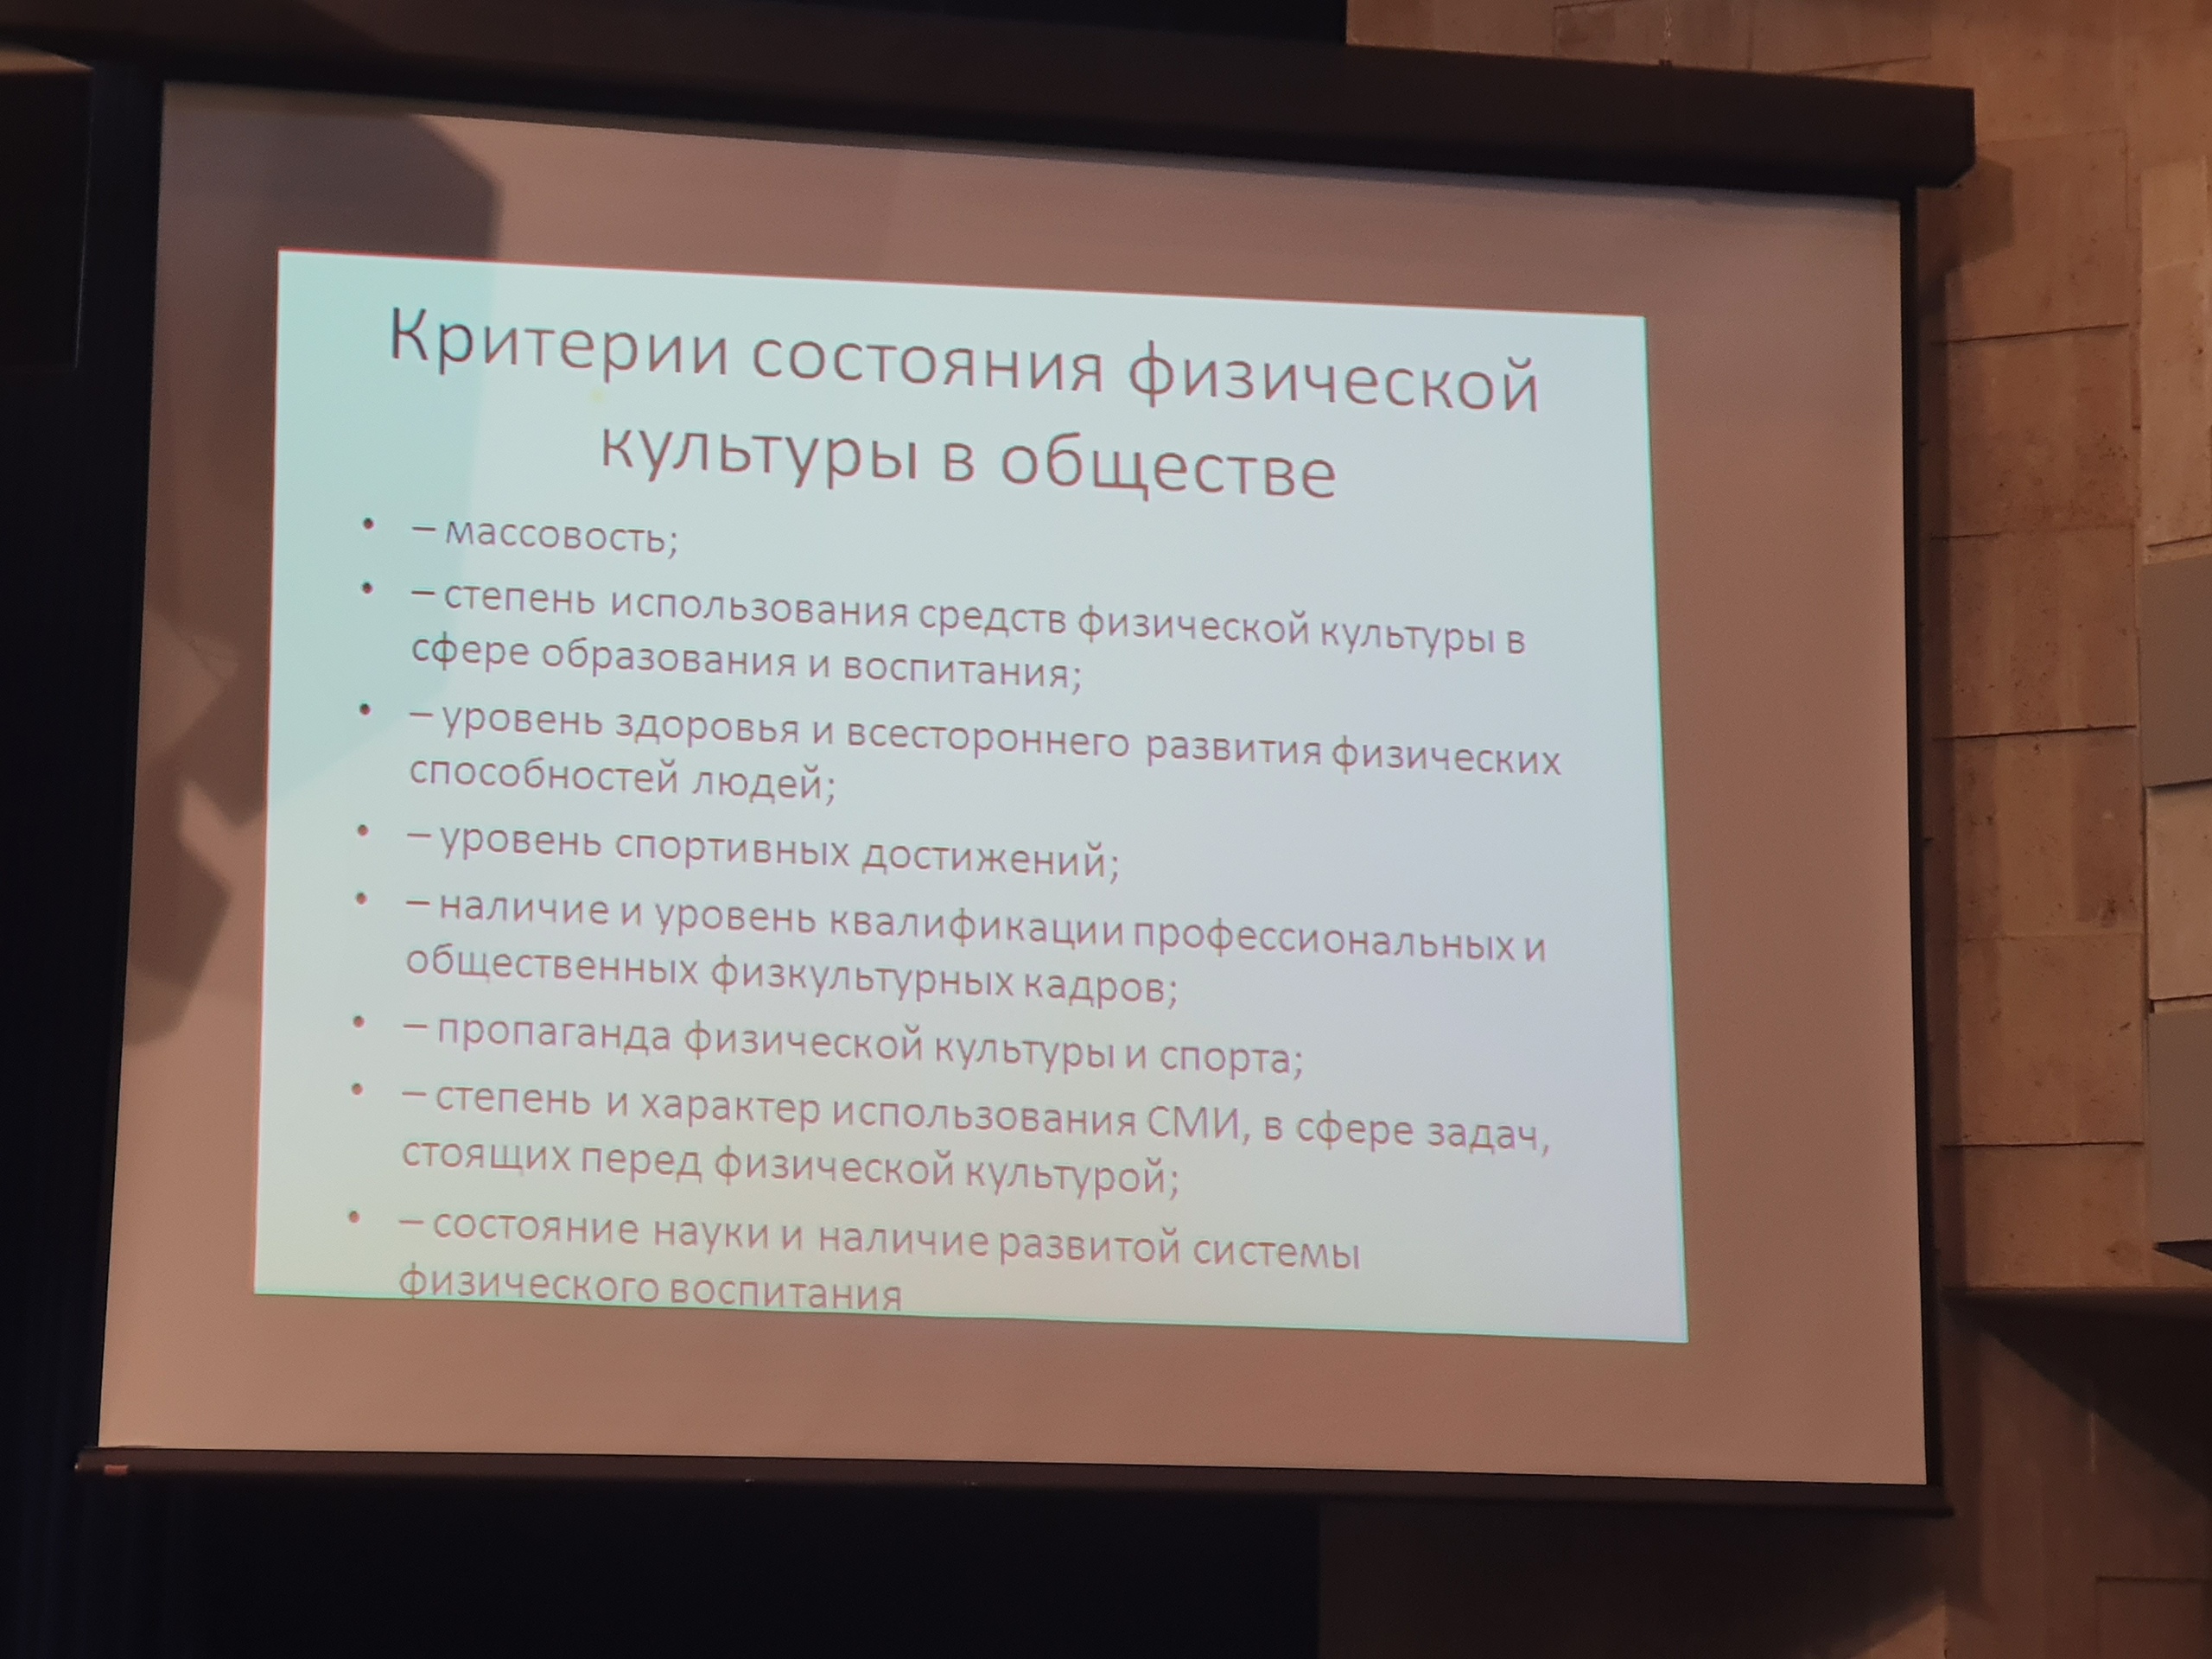 Критерии состояния физической
культуры в обществе
• – массовость;
• – степень использования средств физической культуры в
сфере образования и воспитания;
• – уровень здоровья и всестороннего развития физических
способностей людей;
• – уровень спортивных достижений;
• – наличие и уровень квалификации профессиональных и
общественных физкультурных кадров;
• – пропаганда физической культуры и спорта;
• – степень и характер использования СМИ, в сфере задач,
стоящих перед физической культурой;
• – состояние науки и наличие развитой системы
физического воспитания